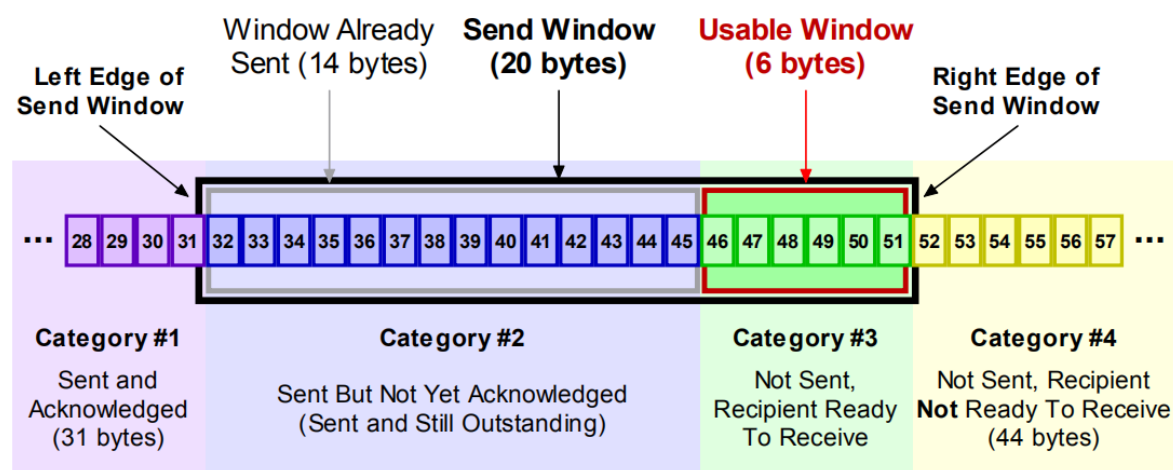 Window Already
Sent (14 bytes)
Send Window
(20 bytes)
Usable Window
(6 bytes)
Left Edge of
Send Window
Right Edge of
Send Window
... 28 29 30 31 32 33 34 35 36 37 38 39 40 41 42 43 44 45 46 47 48 49 50 51 52 53 54 55 56 57 ...
Category #1
Sent and
Acknowledged
(31 bytes)
Category #2
Sent But Not Yet Acknowledged
(Sent and Still Outstanding)
Category #3
Not Sent,
Recipient Ready
To Receive
Category #4
Not Sent, Recipient
Not Ready To Receive
(44 bytes)